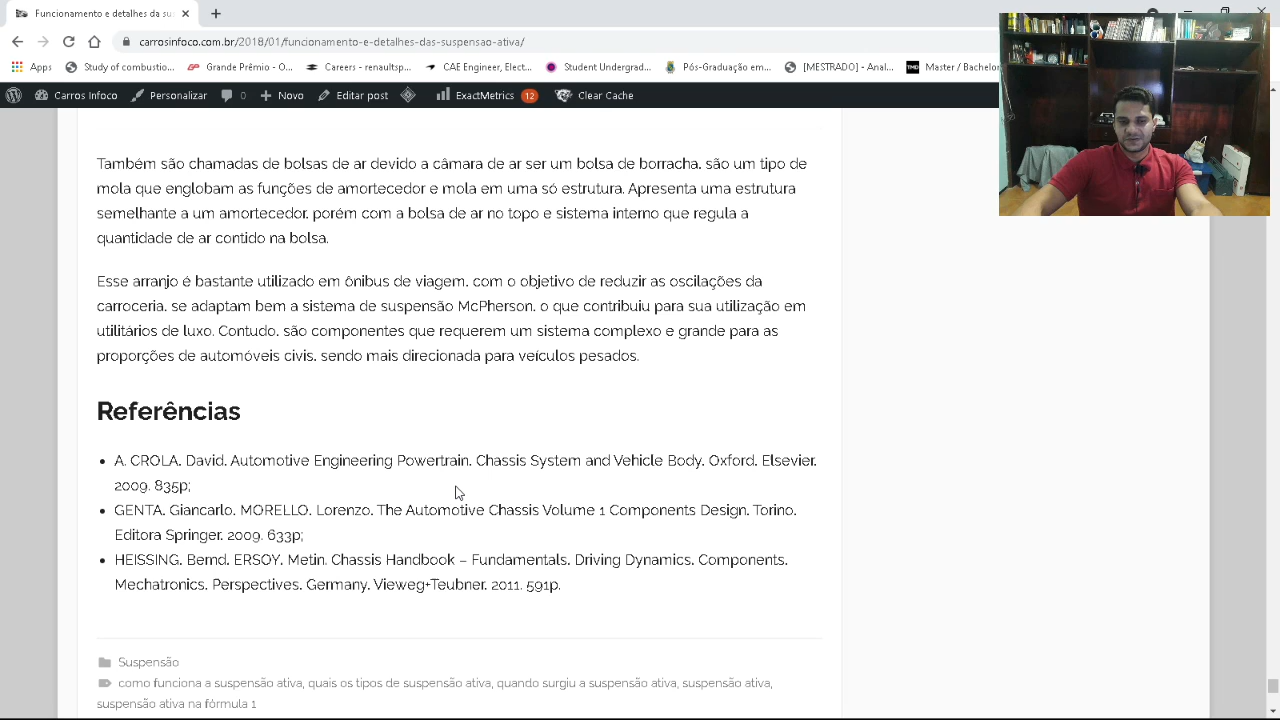 Funcionamento e detalhes da su
carrosinfoco.com.br/2018/01/funcionamento-e-detalhes-das-suspensao-ativa/
Apps
Study of combustio...
Grande Prêmio - O...
CAE Engineer, Elect...
Student Undergrad...
Pós-Graduação em...
[MESTRADO] - Anal...
Master / Bachelor
Carros Infoco
Personalizar
0
Novo
Editar post
ExactMetrics
12
Clear Cache
Também são chamadas de bolsas de ar devido a câmara de ar ser um bolsa de borracha, são um tipo de
mola que englobam as funções de amortecedor e mola em uma só estrutura. Apresenta uma estrutura
semelhante a um amortecedor, porém com a bolsa de ar no topo e sistema interno que regula a
quantidade de ar contido na bolsa.
Esse arranjo é bastante utilizado em ônibus de viagem, com o objetivo de reduzir as oscilações da
carroceria, se adaptam bem a sistema de suspensão McPherson, o que contribuiu para sua utilização em
utilitários de luxo. Contudo, são componentes que requerem um sistema complexo e grande para as
proporções de automóveis civis, sendo mais direcionada para veículos pesados.
Referências
A. CROLA, David. Automotive Engineering Powertrain, Chassis System and Vehicle Body. Oxford, Elsevier,
2009, 835p;
GENTA, Giancarlo, MORELLO, Lorenzo. The Automotive Chassis Volume 1 Components Design. Torino,
Editora Springer, 2009, 633p;
HEISSING, Bernd, ERSOY, Metin. Chassis Handbook – Fundamentals, Driving Dynamics, Components,
Mechatronics, Perspectives, Germany, Vieweg+Teubner, 2011, 591p.
Suspensão
como funciona a suspensão ativa, quais os tipos de suspensão ativa, quando surgiu a suspensão ativa, suspensão ativa,
suspensão ativa na fórmula 1